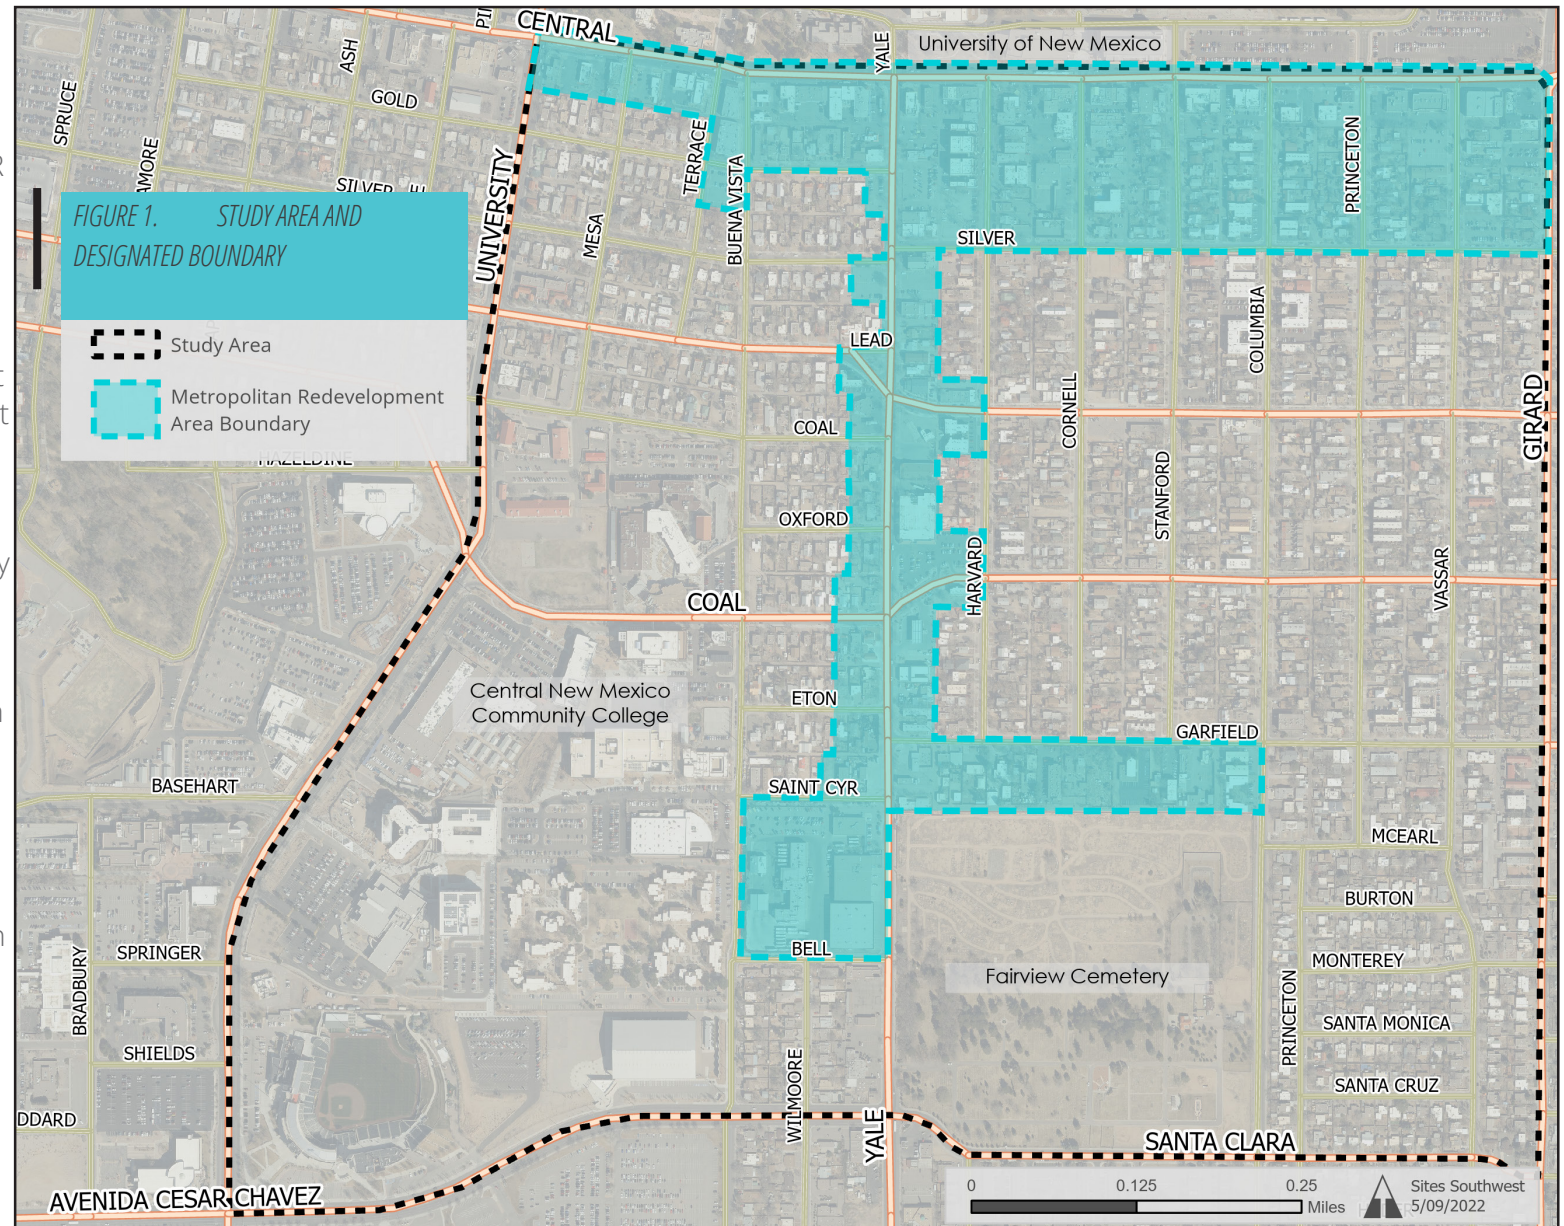 CENTRAL
YALE
University of New Mexico
ASH
GOLD
SPRUCE
UNIVERSITY
TERRACE
BUENA VISTA
MESA
PRINCETON
SILVER
SILVER
FIGURE 1. STUDY AREA AND
DESIGNATED BOUNDARY
Study Area
Metropolitan Redevelopment
Area Boundary
HAZELDINE
LEAD
COLUMBIA
CORNELL
GIRARD
COAL
STANFORD
OXFORD
HARVARD
VASSAR
COAL
Central New Mexico
Community College
ETON
GARFIELD
BASEHART
SAINT CYR
MCEARL
BURTON
BELL
SPRINGER
BRADBURY
Fairview Cemetery
MONTEREY
PRINCETON
SANTA MONICA
SHIELDS
SANTA CRUZ
WILMOORE
DDARD
YALE
SANTA CLARA
AVENIDA CESAR CHAVEZ
0 0.125 0.25
Miles
Sites Southwest
5/09/2022